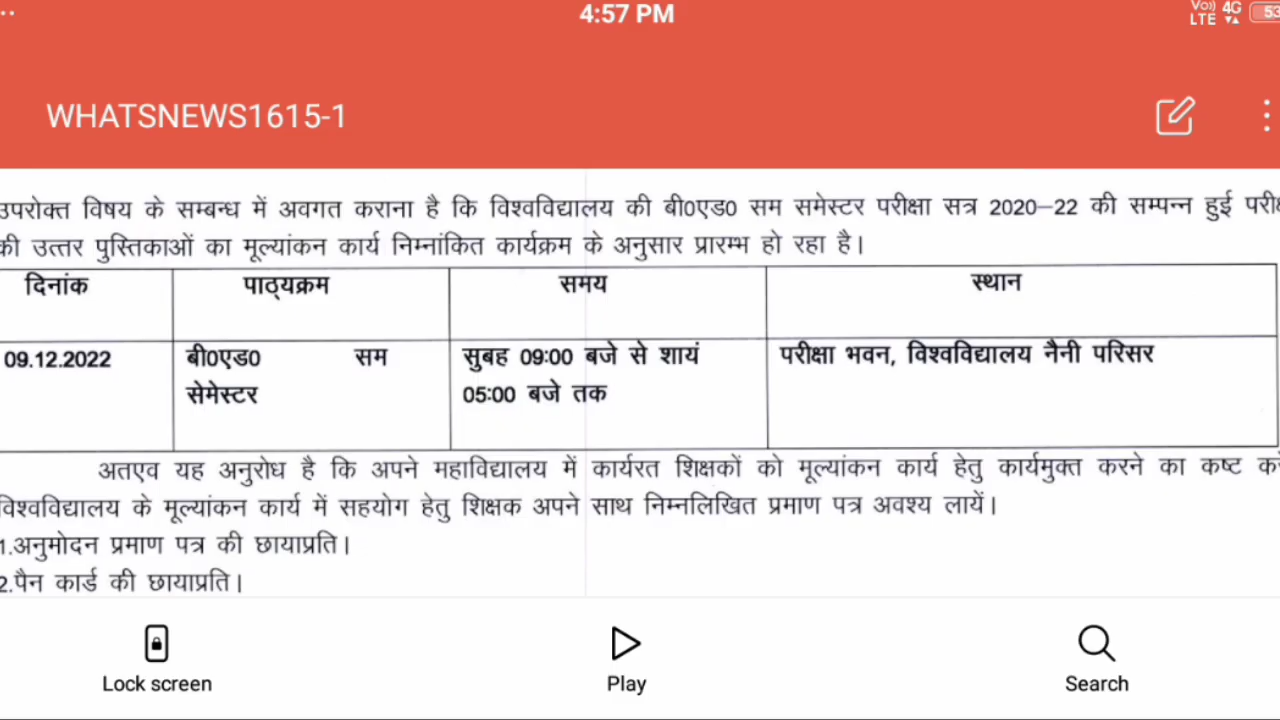 4:57 PM
Vo)) LTE 4G
53
WHATSNEWS1615-1
उपरोक्त विषय के सम्बन्ध में अवगत कराना है कि विश्वविद्यालय की बी0एड0 सम समेस्टर परीक्षा सत्र 2020–22 की सम्पन्न हुई
की उत्तर पुस्तिकाओं का मूल्यांकन कार्य निम्नांकित कार्यक्रम के अनुसार प्रारम्भ हो रहा है।
दिनांक पाठ्यक्रम समय स्थान
09.12.2022 बी0एड0 सम सुबह 09:00 बजे से शायं परीक्षा भवन, विश्वविद्यालय नैनी परिसर
सेमेस्टर 05:00 बजे तक
अतएव यह अनुरोध है कि अपने महाविद्यालय में कार्यरत शिक्षकों को मूल्यांकन कार्य हेतु कार्यमुक्त करने का कष्ट
विश्वविद्यालय के मूल्यांकन कार्य में सहयोग हेतु शिक्षक अपने साथ निम्नलिखित प्रमाण पत्र अवश्य लायें।
1.अनुमोदन प्रमाण पत्र की छायाप्रति।
2.पैन कार्ड की छायाप्रति।
Lock screen Play Search